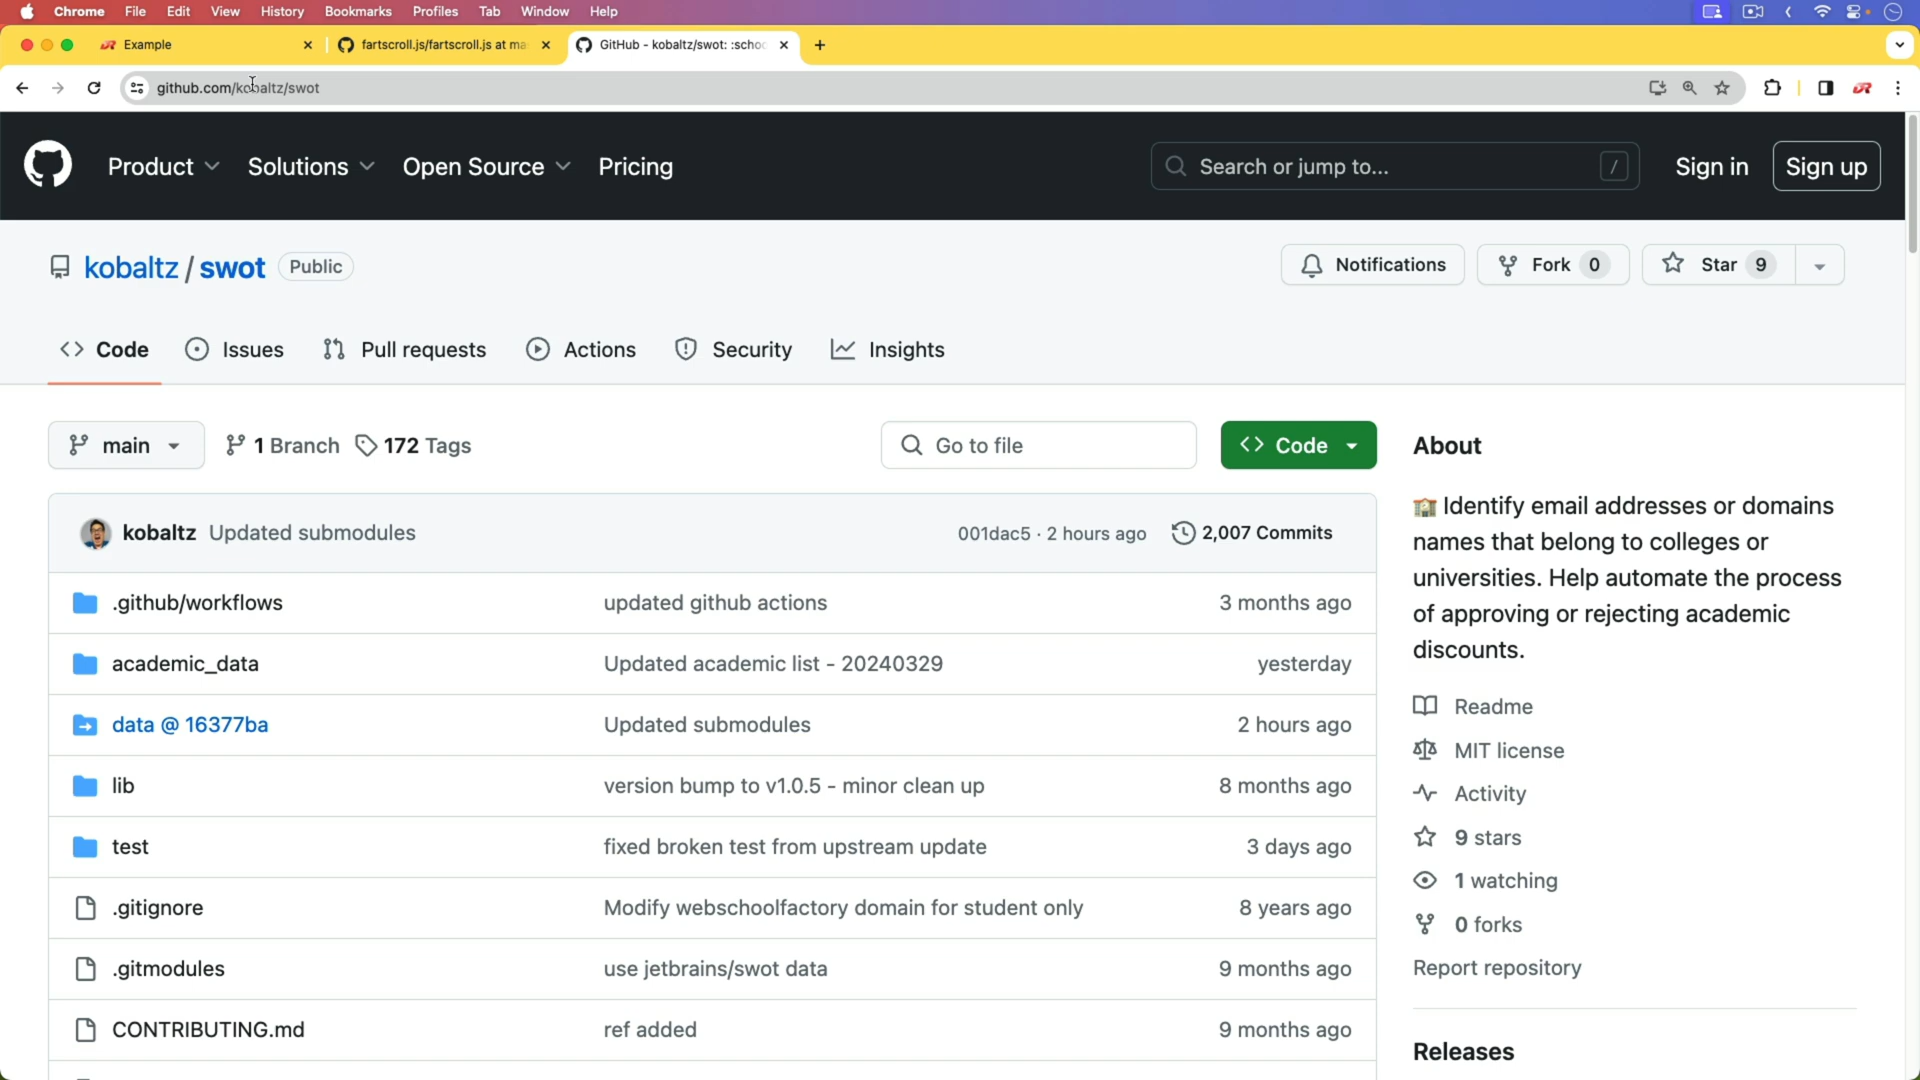 Chrome File Edit View History Bookmarks Profiles Tab Window Help
Example
fartscroll.js/fartscroll.js at ma
GitHub - kobaltz/swot: :schoo
github.com/kobaltz/swot
Product Solutions Open Source Pricing
Search or jump to... /
Sign in Sign up
kobaltz / swot Public
Notifications Fork 0 Star 9
Code Issues Pull requests Actions Security Insights
main 1 Branch 172 Tags
Go to file
Code
kobaltz Updated submodules 001dac5 · 2 hours ago 2,007 Commits
.github/workflows updated github actions 3 months ago
academic_data Updated academic list - 20240329 yesterday
data @ 16377ba Updated submodules 2 hours ago
lib version bump to v1.0.5 - minor clean up 8 months ago
test fixed broken test from upstream update 3 days ago
.gitignore Modify webschoolfactory domain for student only 8 years ago
.gitmodules use jetbrains/swot data 9 months ago
CONTRIBUTING.md ref added 9 months ago
About
🏫 Identify email addresses or domains
names that belong to colleges or
universities. Help automate the process
of approving or rejecting academic
discounts.
Readme
MIT license
Activity
9 stars
1 watching
0 forks
Report repository
Releases